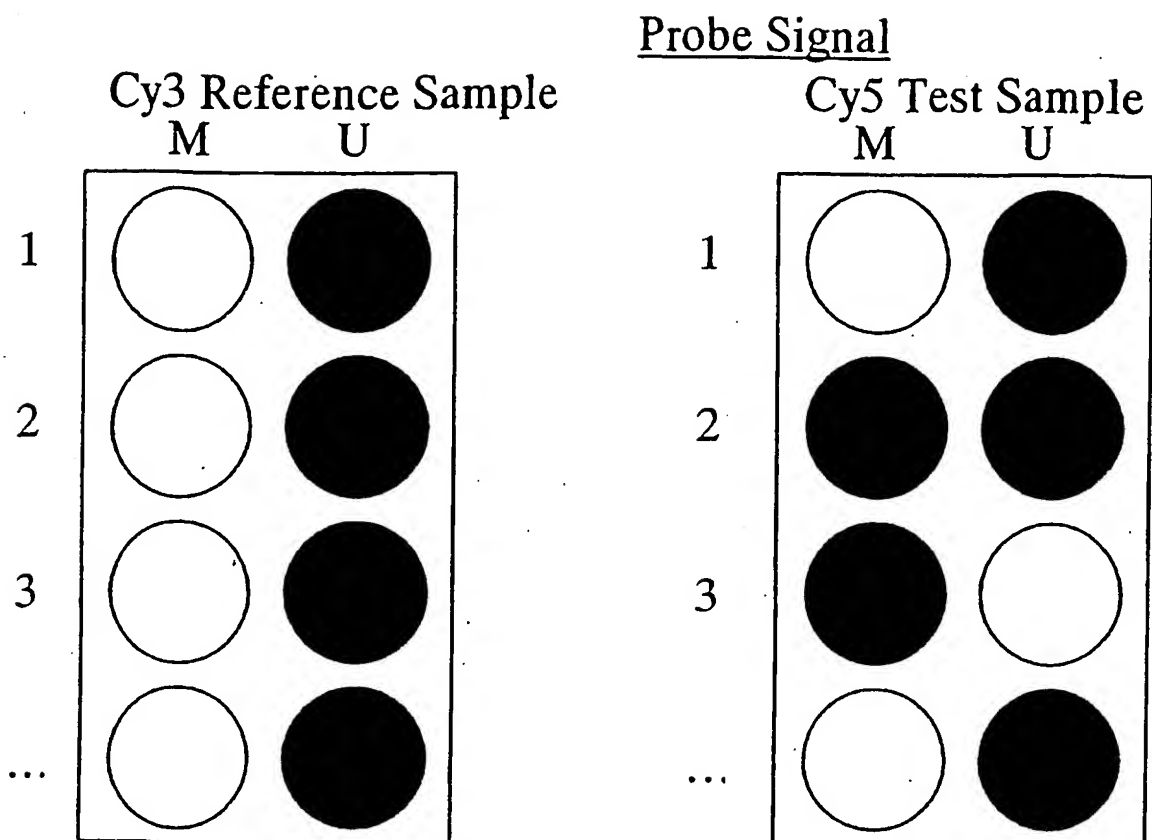 Probe Signal
Cy3 Reference Sample
M U
1
2
3
...
Cy5 Test Sample
M U
1
2
3
...